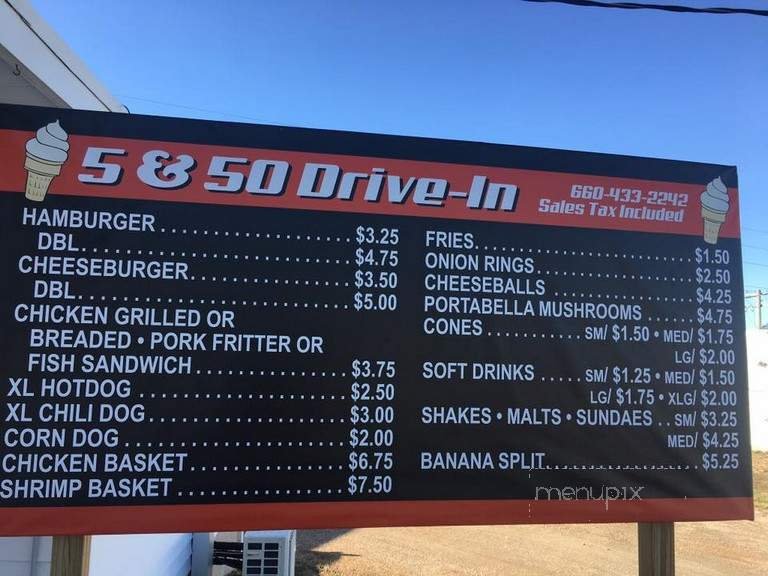 5 & 50 Drive-In
660-433-2242
Sales Tax Included
HAMBURGER.....................$3.25
DBL.............................$4.75
CHEESEBURGER.................$3.50
DBL.............................$5.00
CHICKEN GRILLED OR
BREADED • PORK FRITTER OR
FISH SANDWICH................$3.75
XL HOTDOG......................$2.50
XL CHILI DOG...................$3.00
CORN DOG.......................$2.00
CHICKEN BASKET................$6.75
SHRIMP BASKET.................$7.50
FRIES............................$1.50
ONION RINGS....................$2.50
CHEESEBALLS...................$4.25
PORTABELLA MUSHROOMS......$4.75
CONES............SM/ $1.50 • MED/ $1.75
LG/ $2.00
SOFT DRINKS.....SM/ $1.25 • MED/ $1.50
LG/ $1.75 • XLG/ $2.00
SHAKES • MALTS • SUNDAES..SM/ $3.25
MED/ $4.25
BANANA SPLIT...................$5.25
menupix